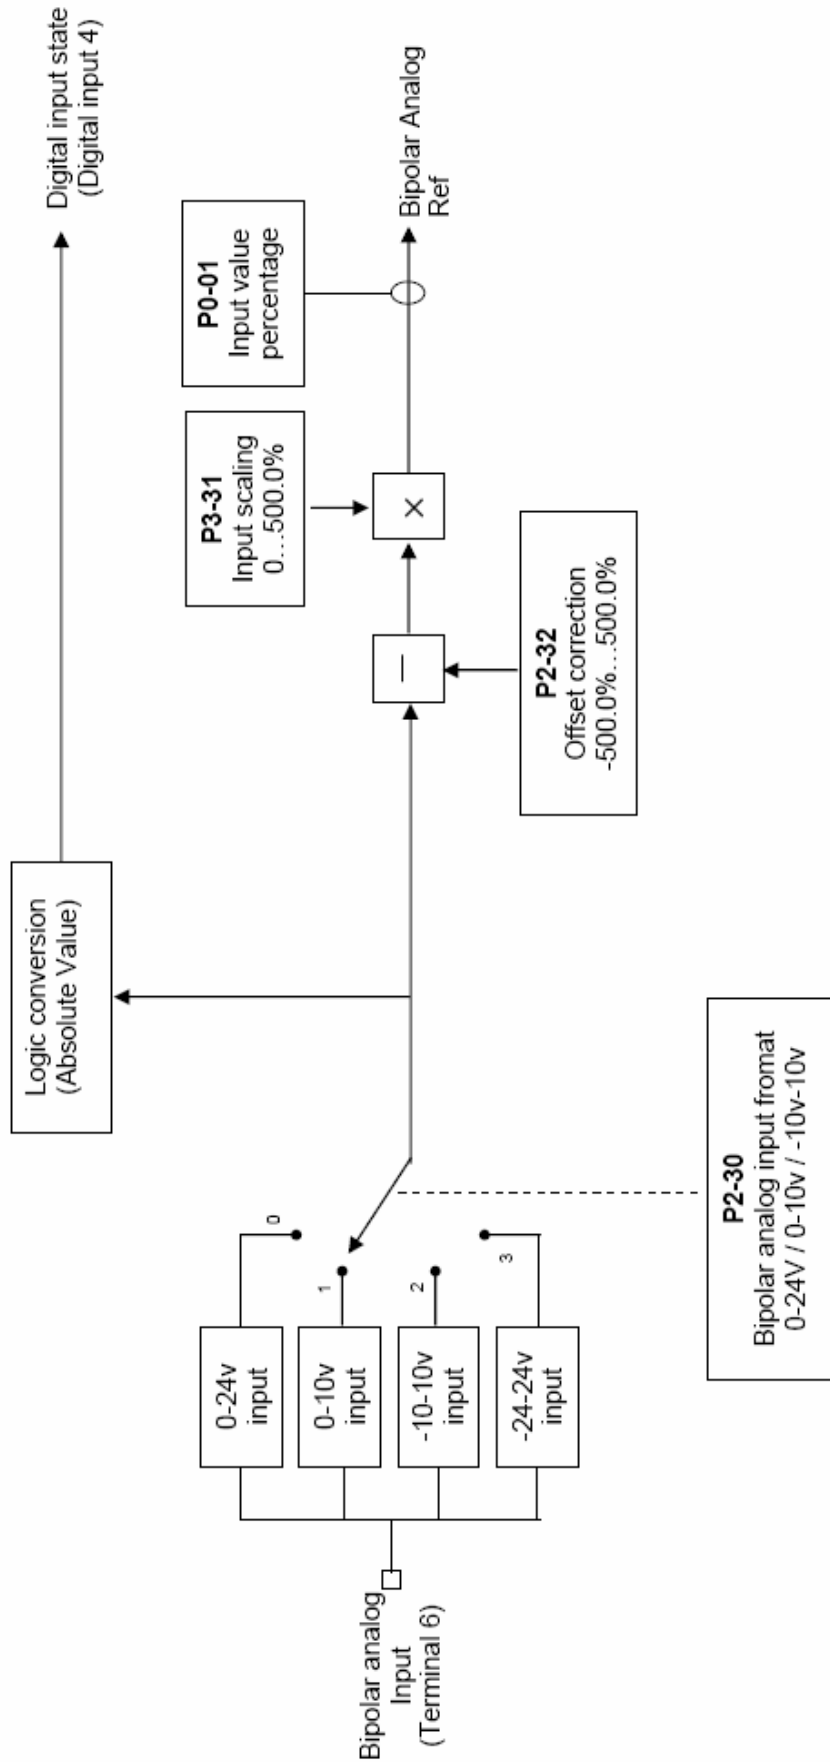 Bipolar analog
Input
(Terminal 6)
0-24v
input
0-10v
input
-10-10v
input
-24-24v
input
0
1
2
3
P2-30
Bipolar analog input fromat
0-24V / 0-10v / -10v-10v
Logic conversion
(Absolute Value)
P2-32
Offset correction
-500.0%...500.0%
—
×
P3-31
Input scaling
0...500.0%
P0-01
Input value
percentage
Digital input state
(Digital input 4)
Bipolar Analog
Ref